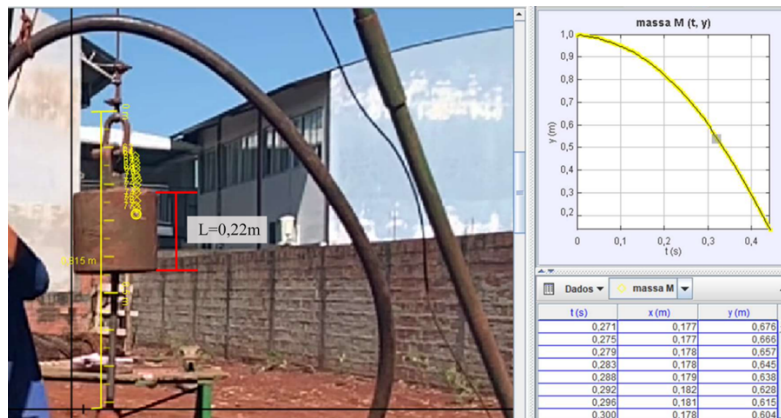 L=0,22m
massa M (t, y)
1,0
0,9
0,8
0,7
0,6
0,5
0,4
0,3
0,2
y (m)
0 0,1 0,2 0,3 0,4
t (s)
Dados massa M
t (s) x (m) y (m)
0,271 0,177 0,676
0,275 0,177 0,666
0,279 0,178 0,657
0,283 0,178 0,645
0,288 0,179 0,638
0,292 0,182 0,628
0,296 0,181 0,615
0,300 0,178